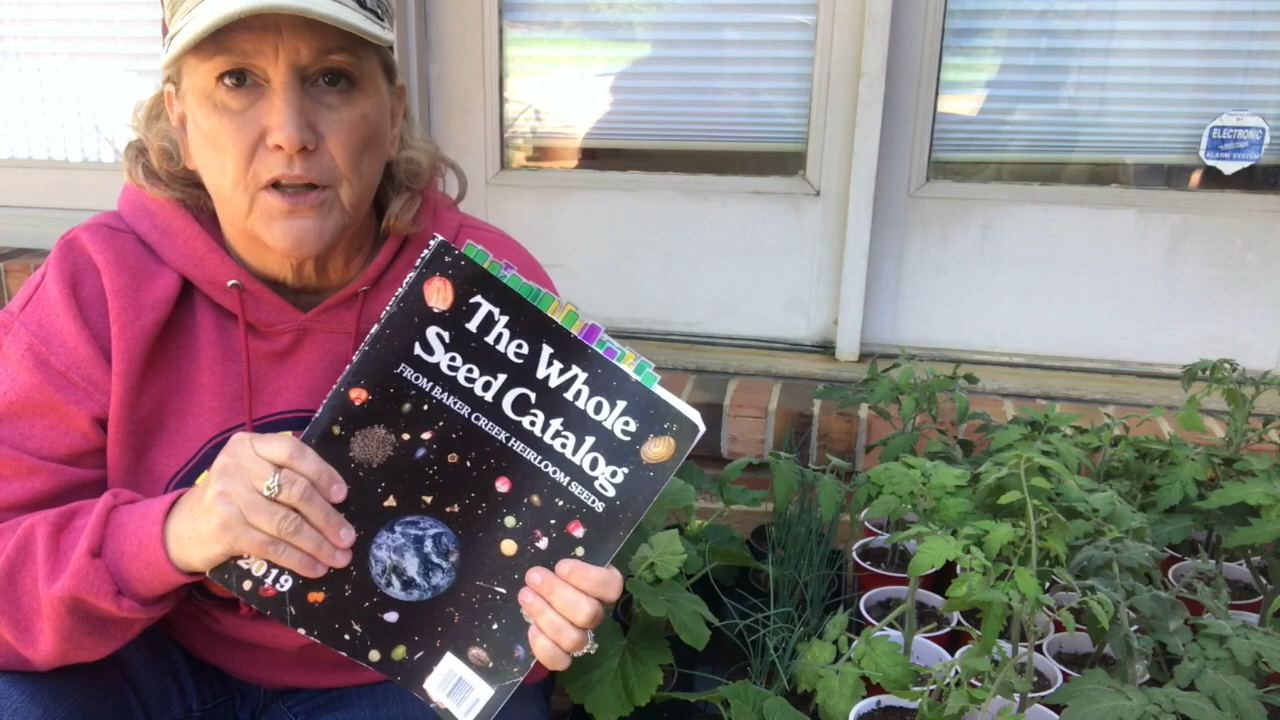 ELECTRONIC
ALARM SYSTEM
The Whole
Seed Catalog
FROM BAKER CREEK HEIRLOOM SEEDS
2019